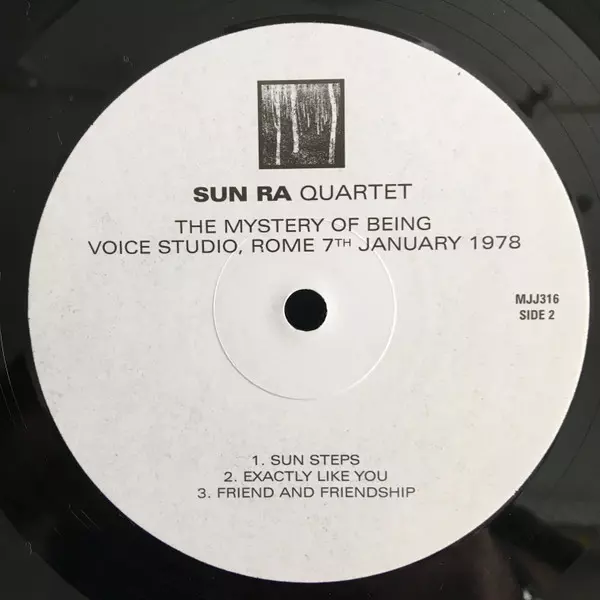 SUN RA QUARTET
THE MYSTERY OF BEING
VOICE STUDIO, ROME 7TH JANUARY 1978
MJJ316
SIDE 2
1. SUN STEPS
2. EXACTLY LIKE YOU
3. FRIEND AND FRIENDSHIP